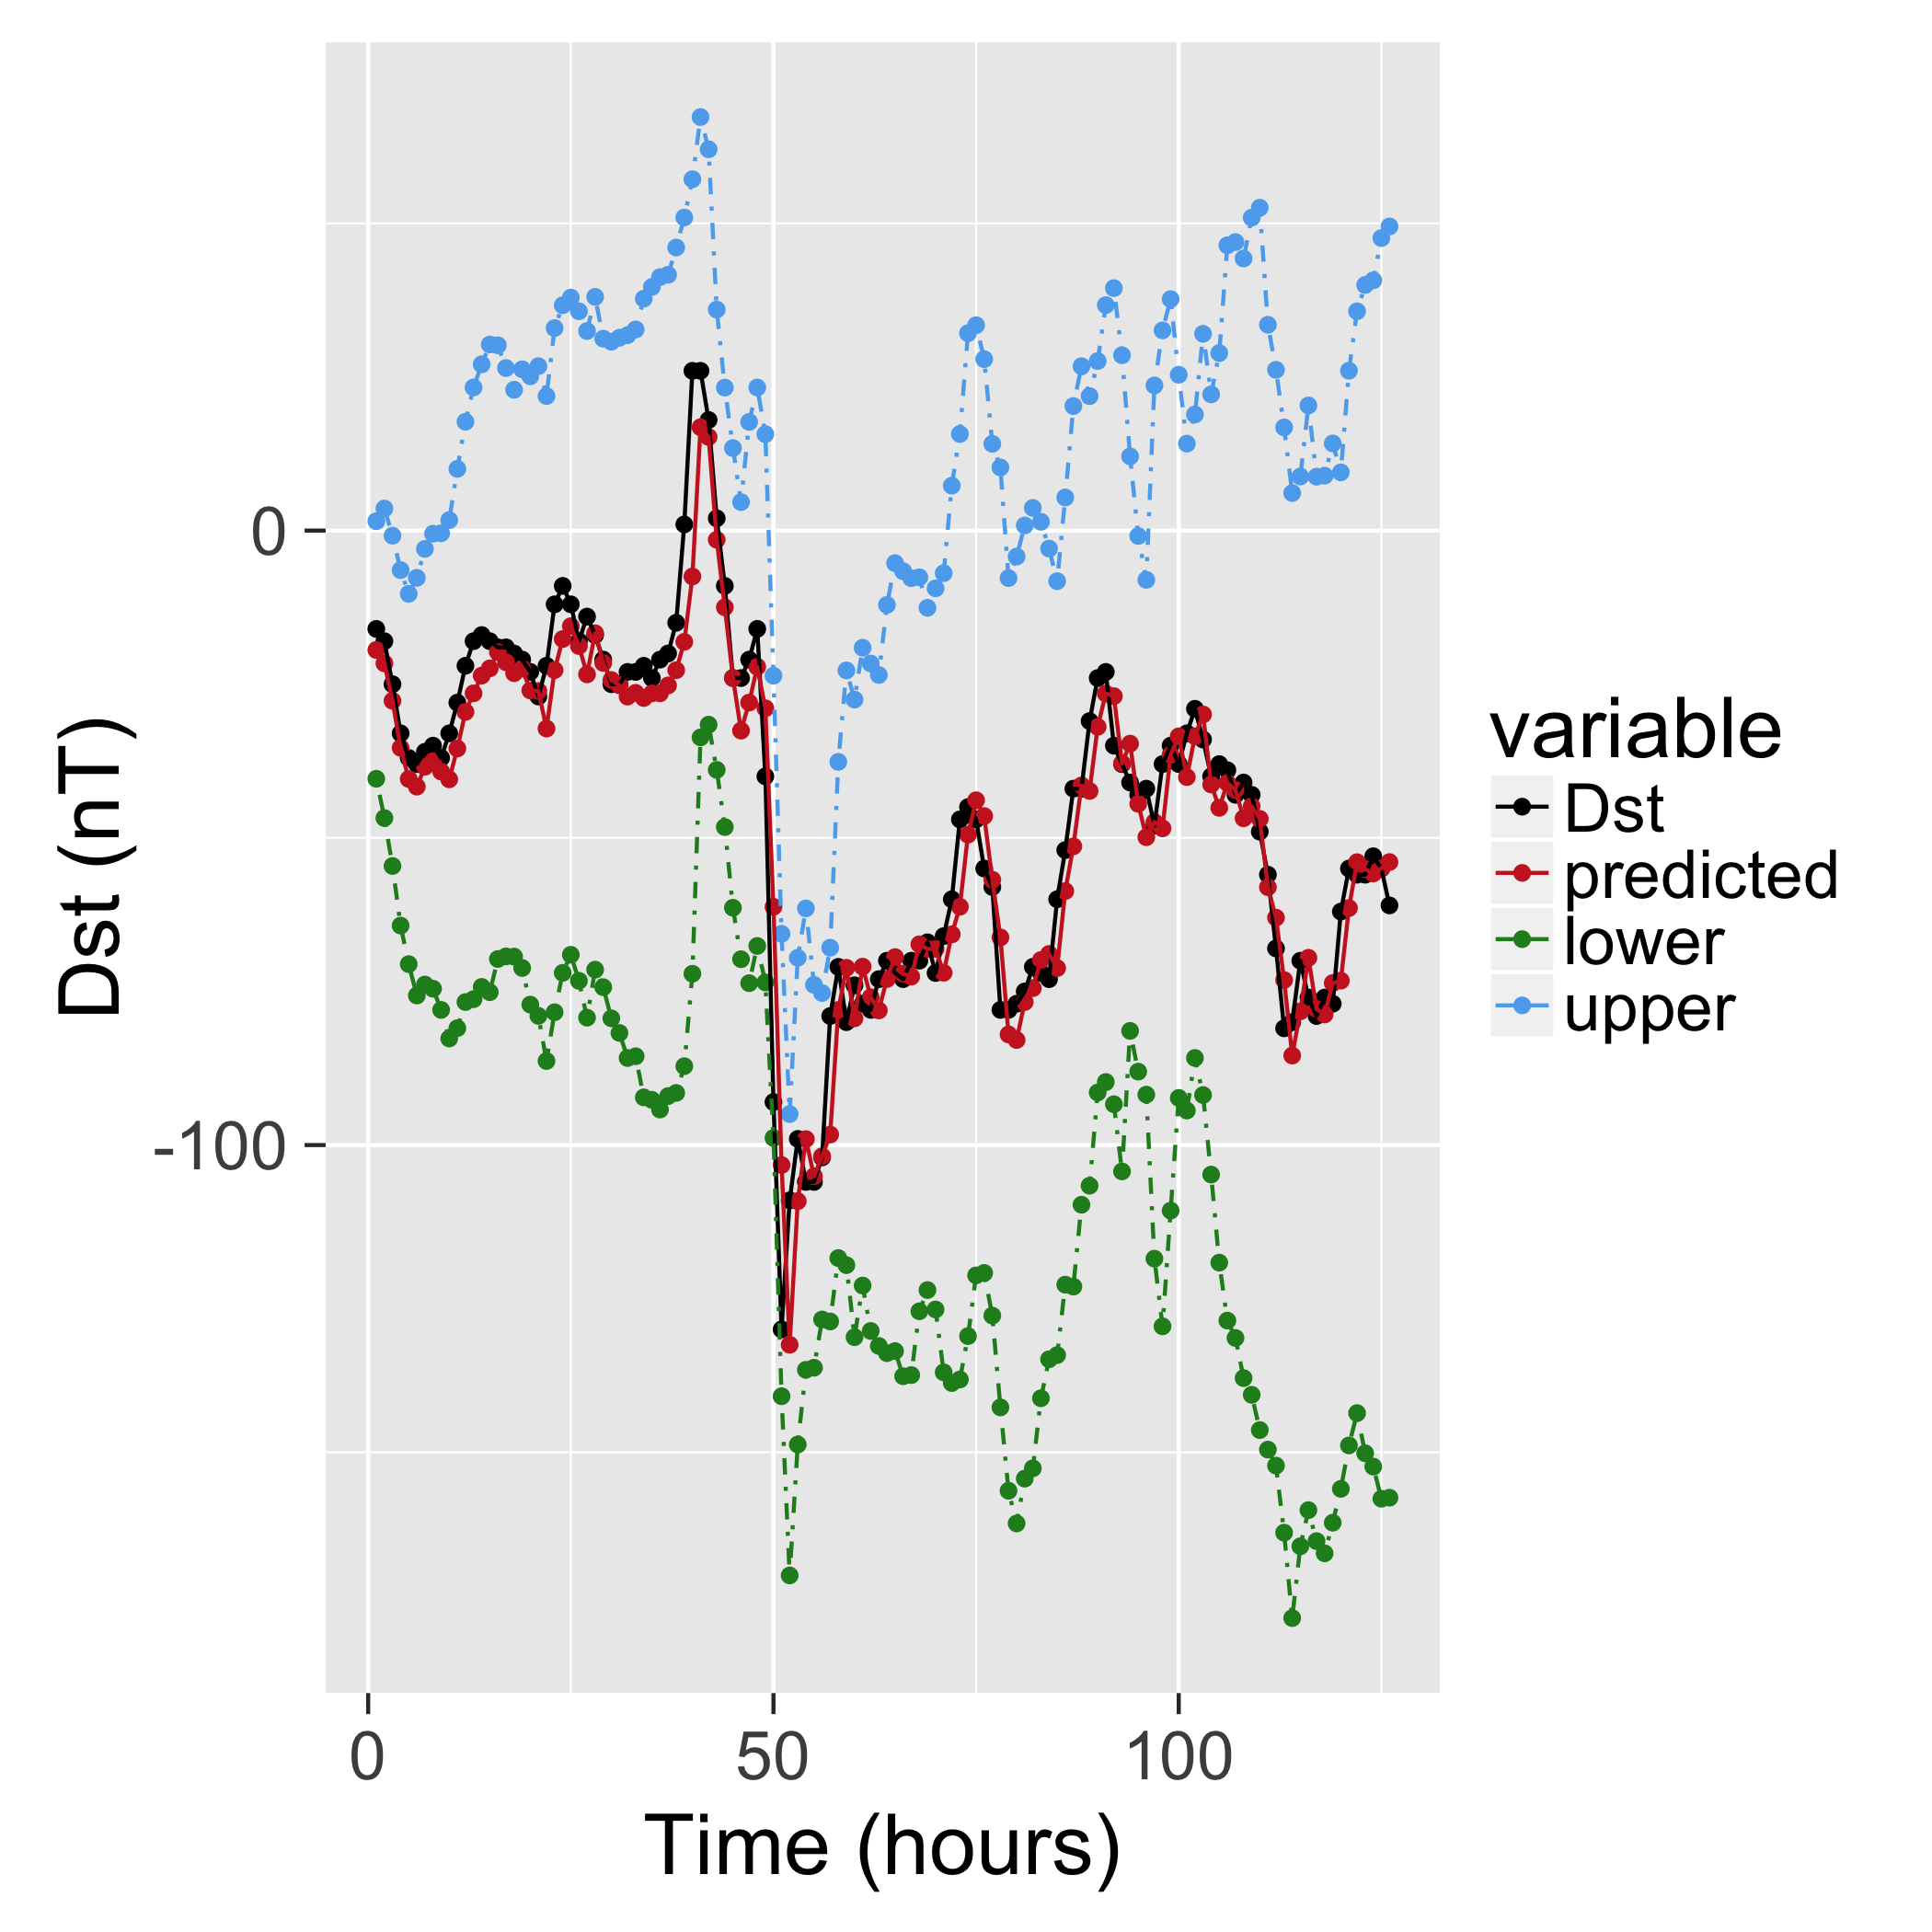 Dst (nT)
0
-100
0
50
100
Time (hours)
variable
Dst
predicted
lower
upper